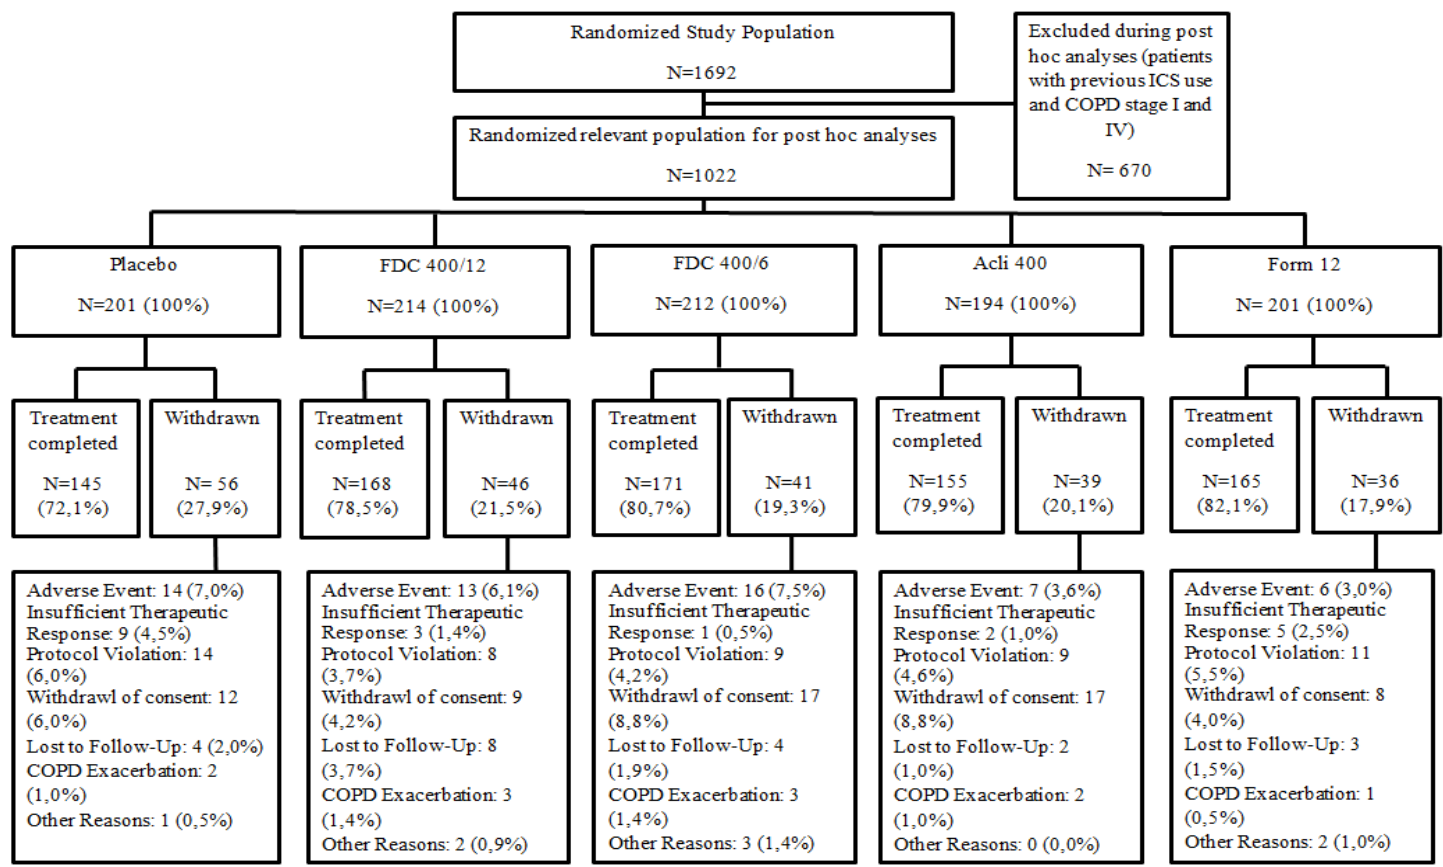 Randomized Study Population
N=1692
Excluded during post
hoc analyses (patients
with previous ICS use
and COPD stage I and
IV)
N= 670
Randomized relevant population for post hoc analyses
N=1022
Placebo
N=201 (100%)
FDC 400/12
N=214 (100%)
FDC 400/6
N=212 (100%)
Acli 400
N=194 (100%)
Form 12
N= 201 (100%)
Treatment
completed
N=145
(72,1%)
Withdrawn
N= 56
(27,9%)
Treatment
completed
N=168
(78,5%)
Withdrawn
N=46
(21,5%)
Treatment
completed
N=171
(80,7%)
Withdrawn
N=41
(19,3%)
Treatment
completed
N=155
(79,9%)
Withdrawn
N=39
(20,1%)
Treatment
completed
N=165
(82,1%)
Withdrawn
N=36
(17,9%)
Adverse Event: 14 (7,0%)
Insufficient Therapeutic
Response: 9 (4,5%)
Protocol Violation: 14
(6,0%)
Withdrawl of consent: 12
(6,0%)
Lost to Follow-Up: 4 (2,0%)
COPD Exacerbation: 2
(1,0%)
Other Reasons: 1 (0,5%)
Adverse Event: 13 (6,1%)
Insufficient Therapeutic
Response: 3 (1,4%)
Protocol Violation: 8
(3,7%)
Withdrawl of consent: 9
(4,2%)
Lost to Follow-Up: 8
(3,7%)
COPD Exacerbation: 3
(1,4%)
Other Reasons: 2 (0,9%)
Adverse Event: 16 (7,5%)
Insufficient Therapeutic
Response: 1 (0,5%)
Protocol Violation: 9
(4,2%)
Withdrawl of consent: 17
(8,8%)
Lost to Follow-Up: 4
(1,9%)
COPD Exacerbation: 3
(1,4%)
Other Reasons: 3 (1,4%)
Adverse Event: 7 (3,6%)
Insufficient Therapeutic
Response: 2 (1,0%)
Protocol Violation: 9
(4,6%)
Withdrawl of consent: 17
(8,8%)
Lost to Follow-Up: 2
(1,0%)
COPD Exacerbation: 2
(1,0%)
Other Reasons: 0 (0,0%)
Adverse Event: 6 (3,0%)
Insufficient Therapeutic
Response: 5 (2,5%)
Protocol Violation: 11
(5,5%)
Withdrawl of consent: 8
(4,0%)
Lost to Follow-Up: 3
(1,5%)
COPD Exacerbation: 1
(0,5%)
Other Reasons: 2 (1,0%)